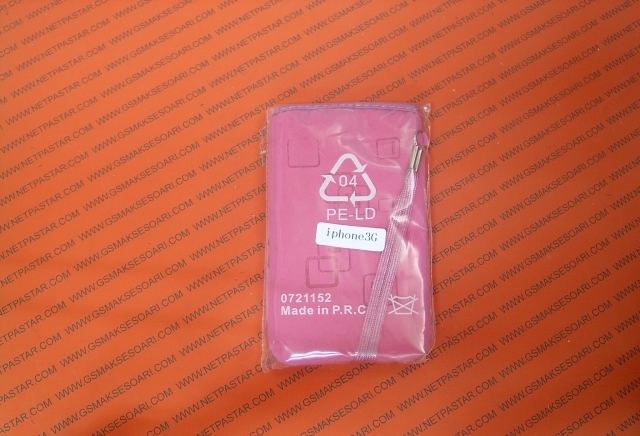 04
PE-LD
iphone3G
0721152
Made in P.R.C
WWW.GSMAKSESOARI.COM WWW.NETPASTAR.COM